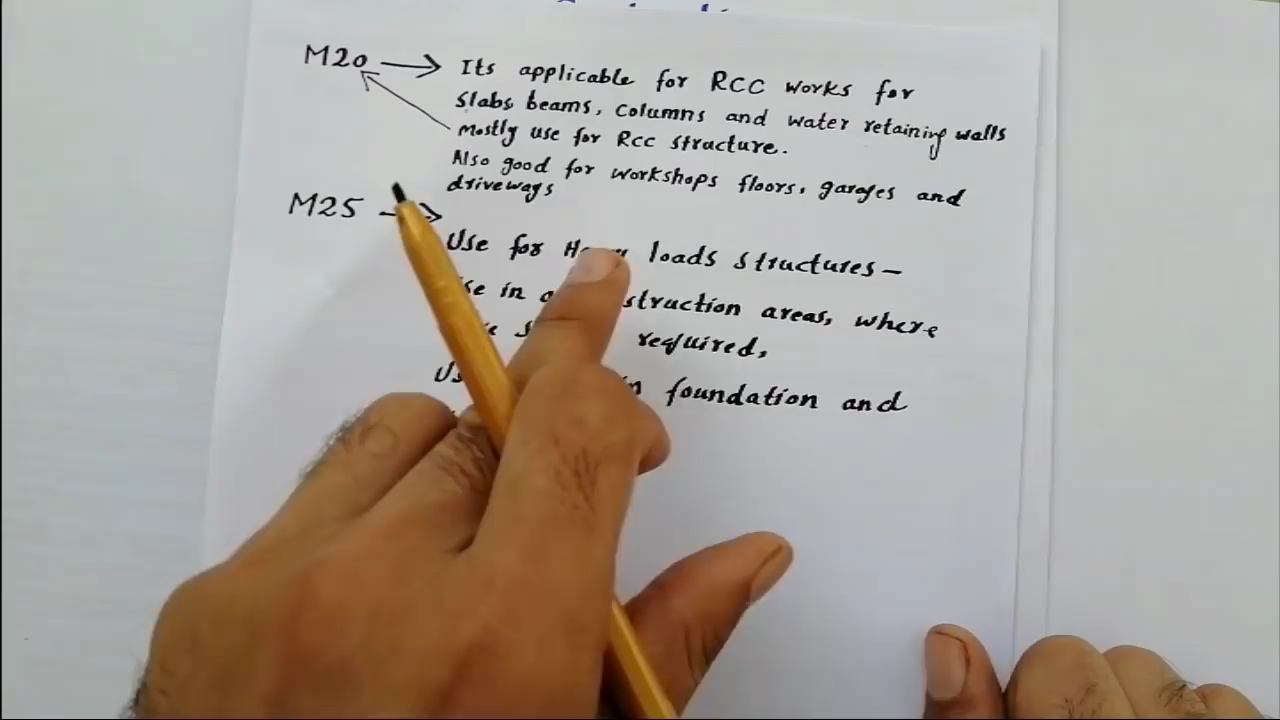 M20 → Its applicable for RCC works for
slabs beams, columns and water retaining walls
Mostly use for Rcc structure.
Also good for workshops floors, garages and
driveways
M25 →
Use for loads structures -
in areas, where
required,
foundation and